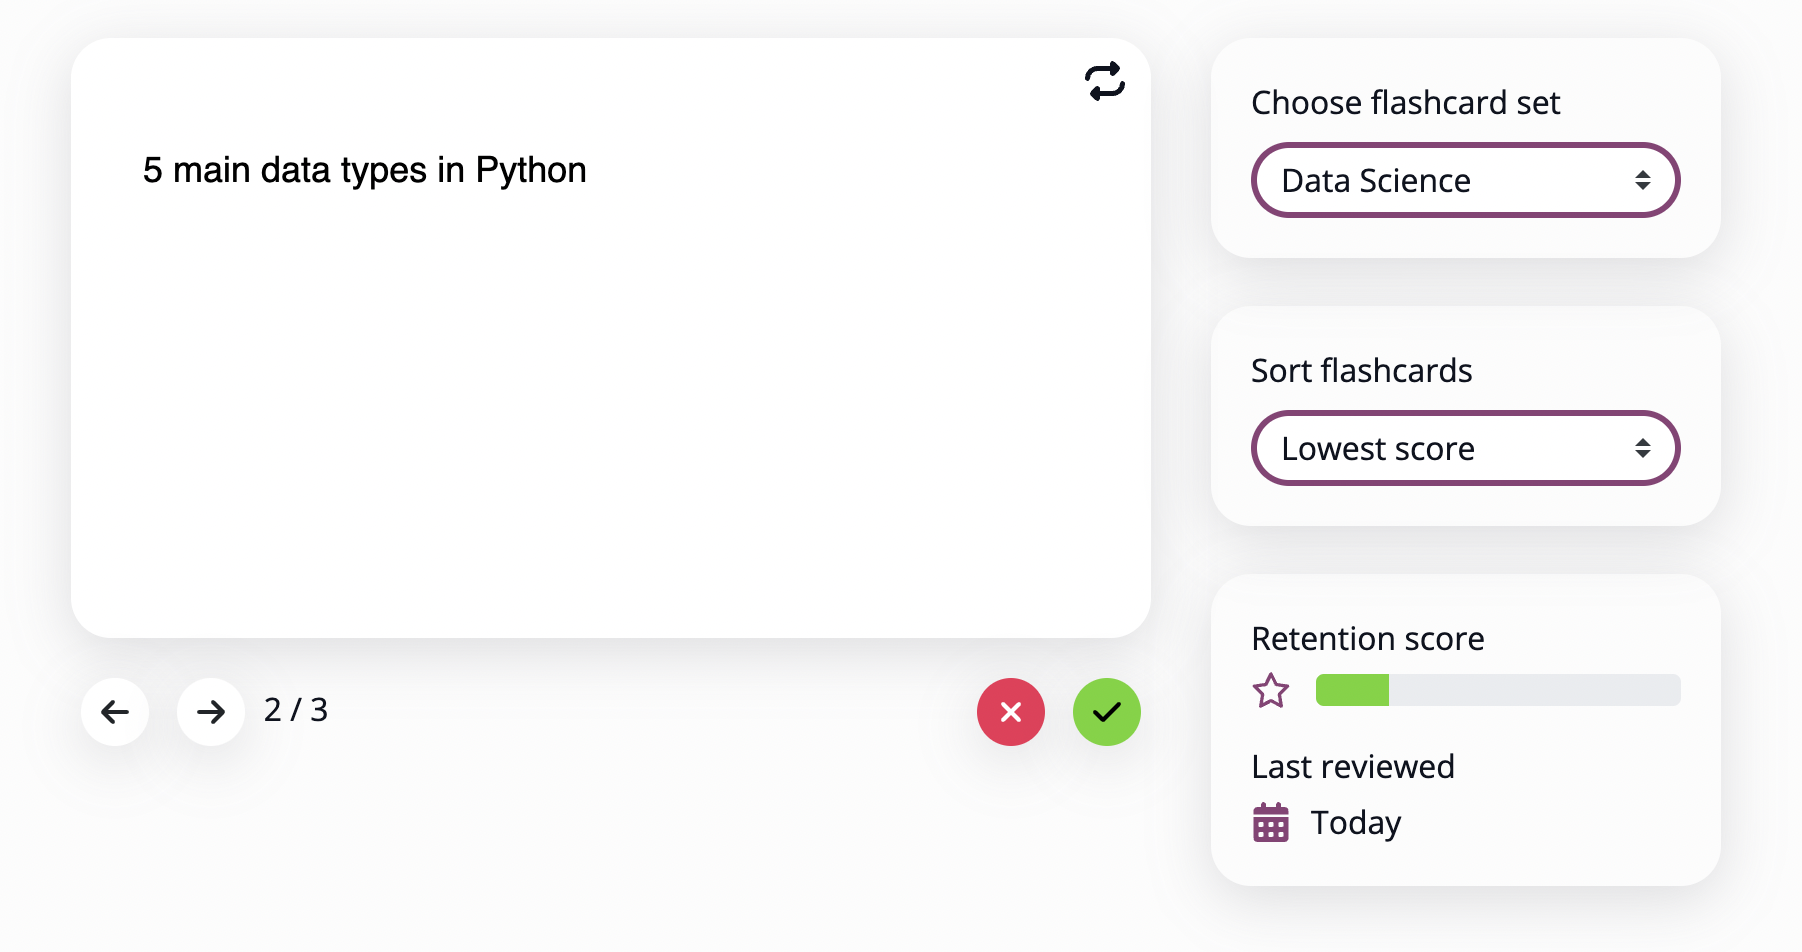 5 main data types in Python
2 / 3
Choose flashcard set
Data Science
Sort flashcards
Lowest score
Retention score
Last reviewed
Today